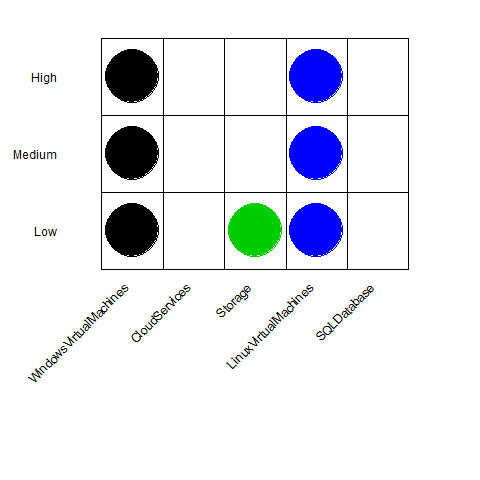 High
Medium
Low
WindowsVirtualMachines
CloudServices
Storage
LinuxVirtualMachines
SQLDatabase